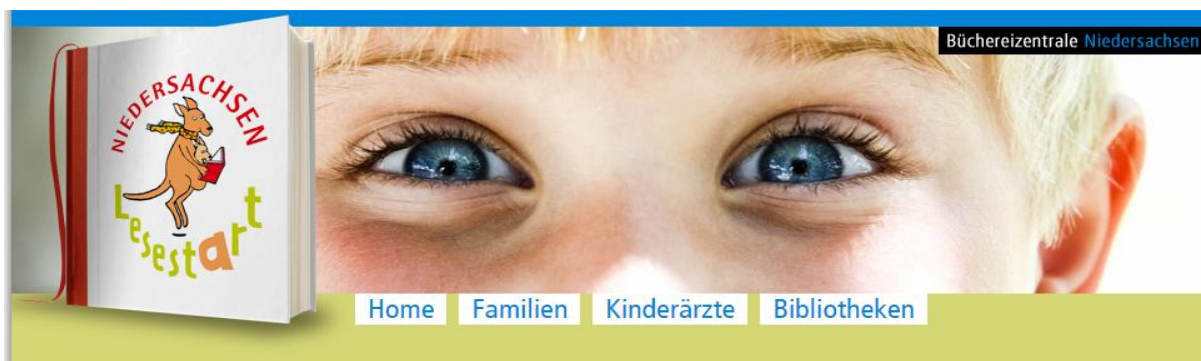 Büchereizentrale Niedersachsen
NIEDERSACHSEN
Lesestart
Home Familien Kinderärzte Bibliotheken